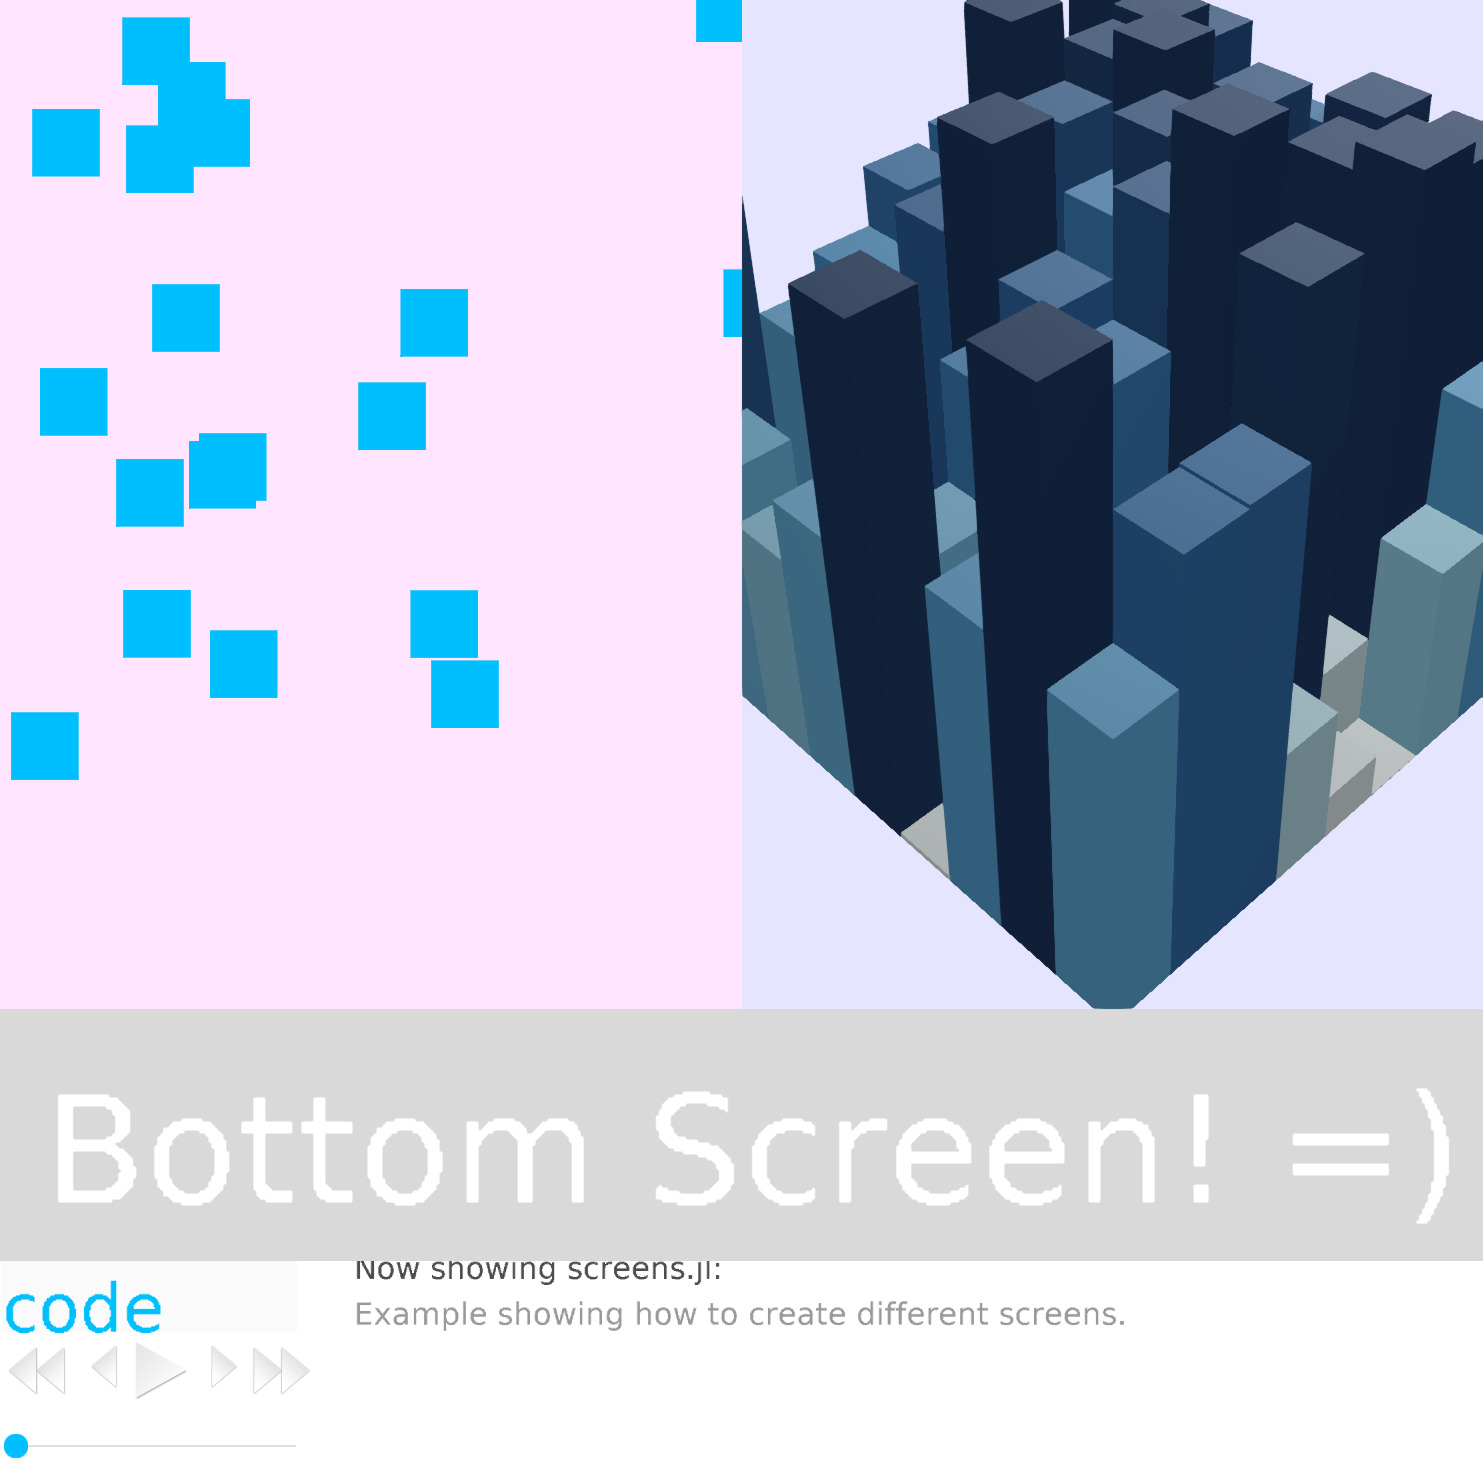 Bottom Screen! =)
Now showing screens.jl:
code
Example showing how to create different screens.